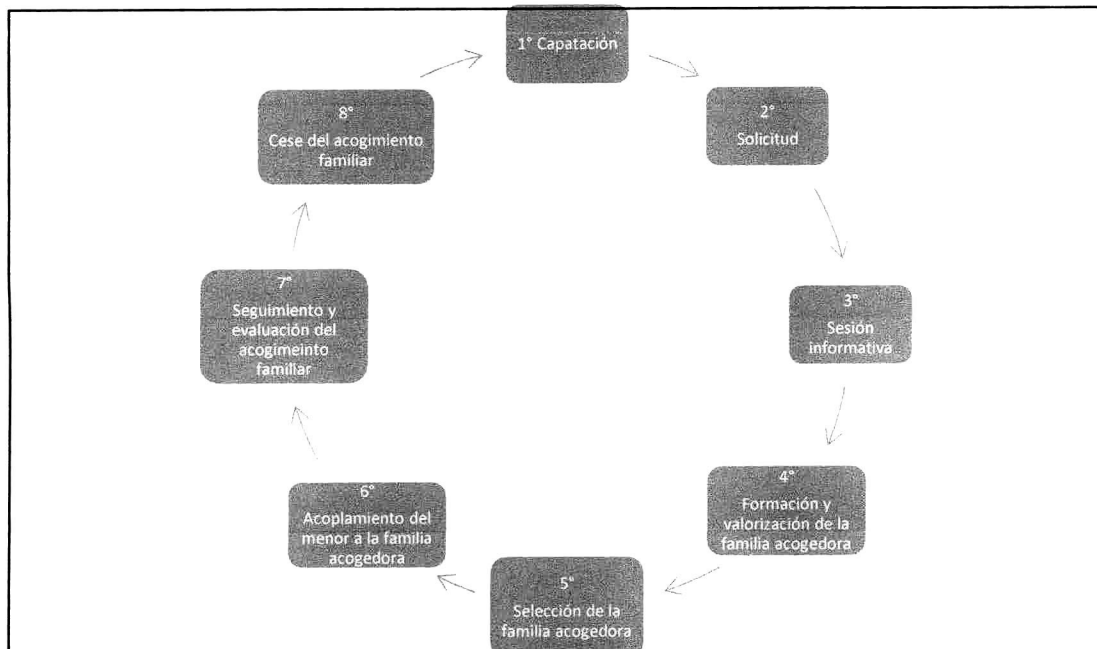 1° Capatación
2°
Solicitud
3°
Sesión
informativa
4°
Formación y
valorización de la
familia acogedora
5°
Selección de la
familia acogedora
6°
Acoplamiento del
menor a la familia
acogedora
7°
Seguimiento y
evaluación del
acogimeinto
familiar
8°
Cese del acogimiento
familiar